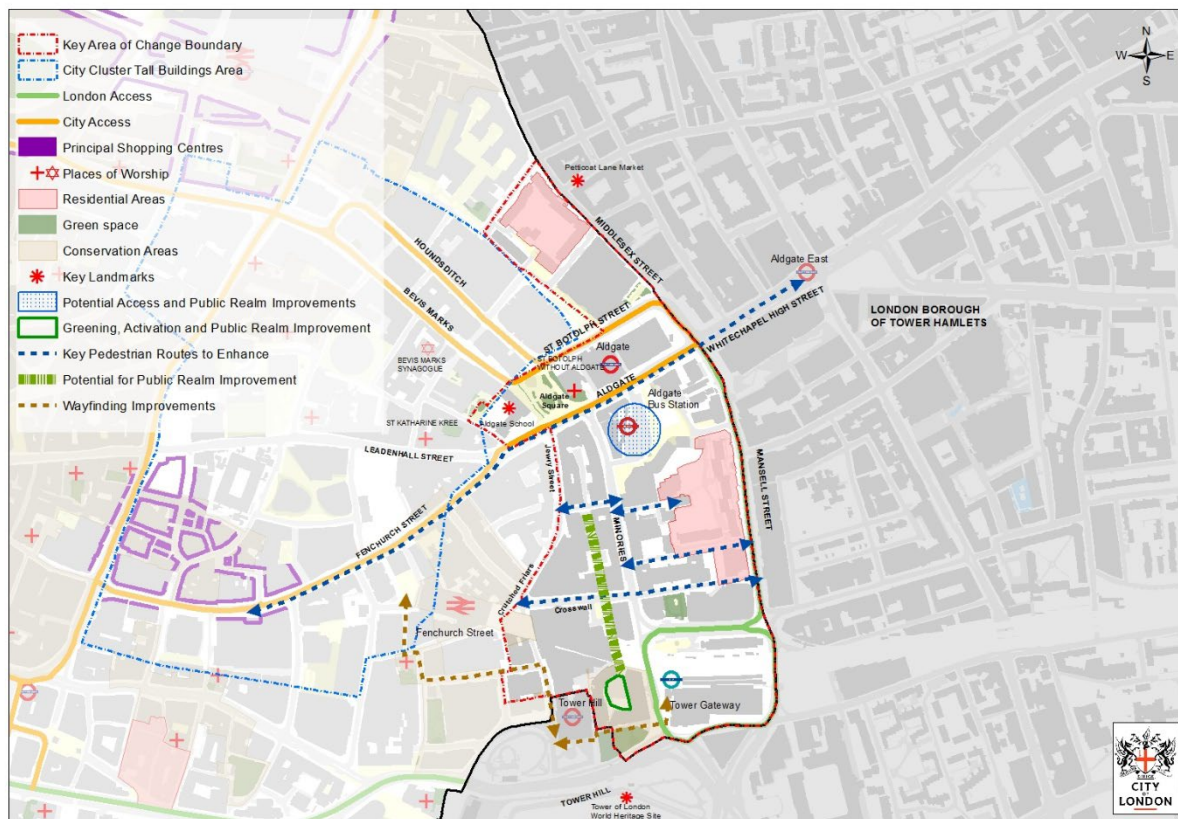 Key Area of Change Boundary
City Cluster Tall Buildings Area
London Access
City Access
Principal Shopping Centres
Places of Worship
Residential Areas
Green space
Conservation Areas
Key Landmarks
Potential Access and Public Realm Improvements
Greening, Activation and Public Realm Improvement
Key Pedestrian Routes to Enhance
Potential for Public Realm Improvement
Wayfinding Improvements
N
W
E
S
Petticoat Lane Market
MIDDLESEX STREET
HOUNDSDITCH
BEVIS MARKS
Aldgate East
WHITECHAPEL HIGH STREET
LONDON BOROUGH
OF TOWER HAMLETS
ST BOTOLPH STREET
Aldgate
BEVIS MARKS
SYNAGOGUE
ST BOTOLPH
WITHOUT ALDGATE
ALDGATE
Aldgate
Square
Aldgate
Bus Station
ST KATHARINE KREE
Aldgate School
LEADENHALL STREET
Jewry Street
MANSELL STREET
FENCHURCH STREET
MINORIES
Crutched Friars
Crosswall
Fenchurch Street
Tower Hill
Tower Gateway
TOWER HILL
Tower of London
World Heritage Site
CITY
OF
LONDON